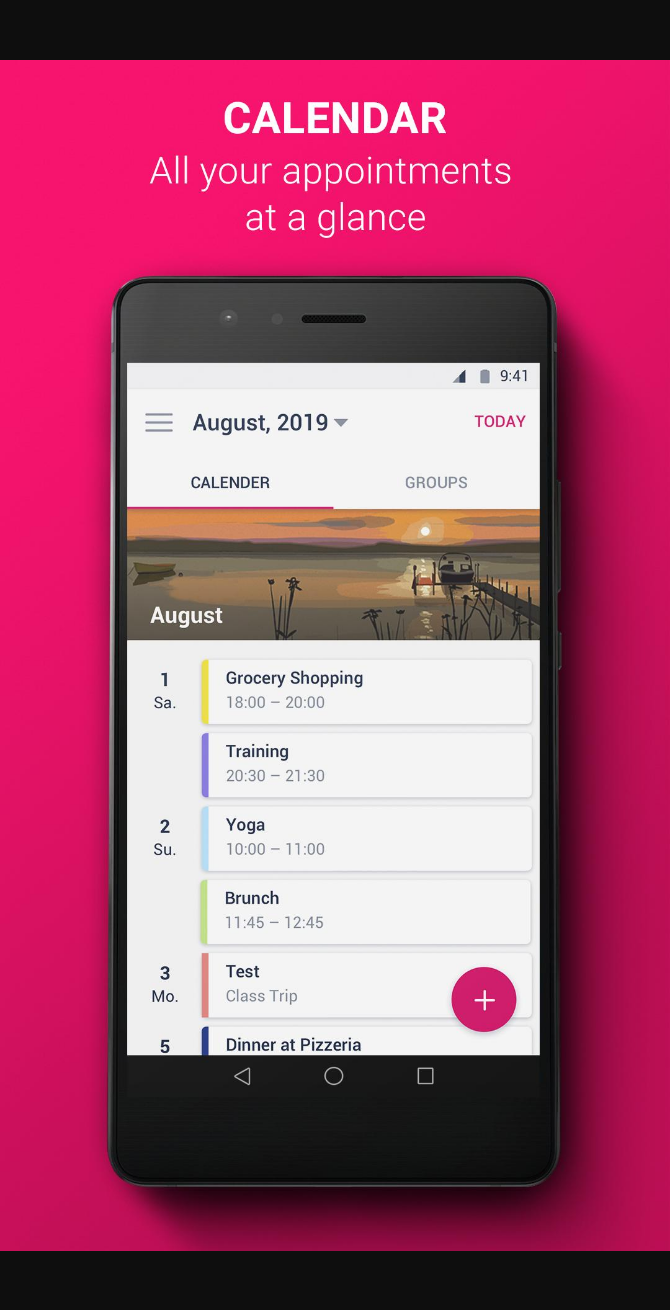 CALENDAR
All your appointments
at a glance
9:41
August, 2019
TODAY
CALENDER
GROUPS
August
1
Sa.
Grocery Shopping
18:00 – 20:00
Training
20:30 – 21:30
2
Su.
Yoga
10:00 – 11:00
Brunch
11:45 – 12:45
3
Mo.
Test
Class Trip
5
Dinner at Pizzeria